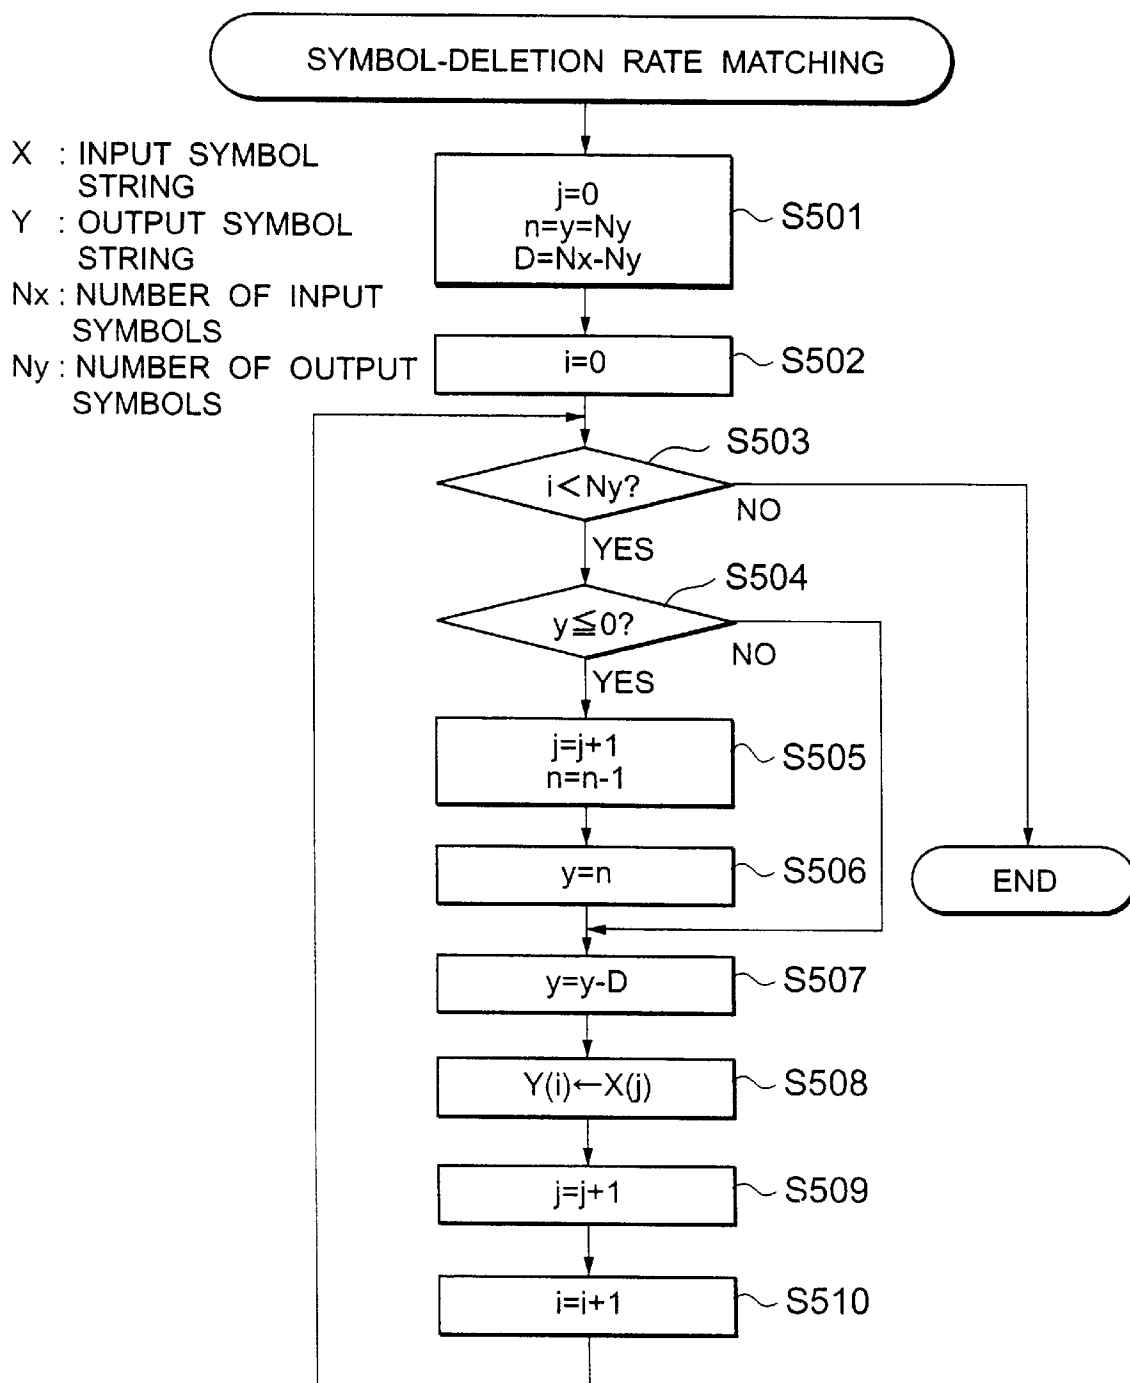 SYMBOL-DELETION RATE MATCHING
X : INPUT SYMBOL
STRING
Y : OUTPUT SYMBOL
STRING
Nx : NUMBER OF INPUT
SYMBOLS
Ny : NUMBER OF OUTPUT
SYMBOLS
j=0
n=y=Ny
D=Nx-Ny
S501
i=0
S502
S503
i<Ny?
NO
YES
S504
y≦0?
NO
YES
j=j+1
n=n-1
S505
y=n
S506
END
y=y-D
S507
Y(i)←X(j)
S508
j=j+1
S509
i=i+1
S510